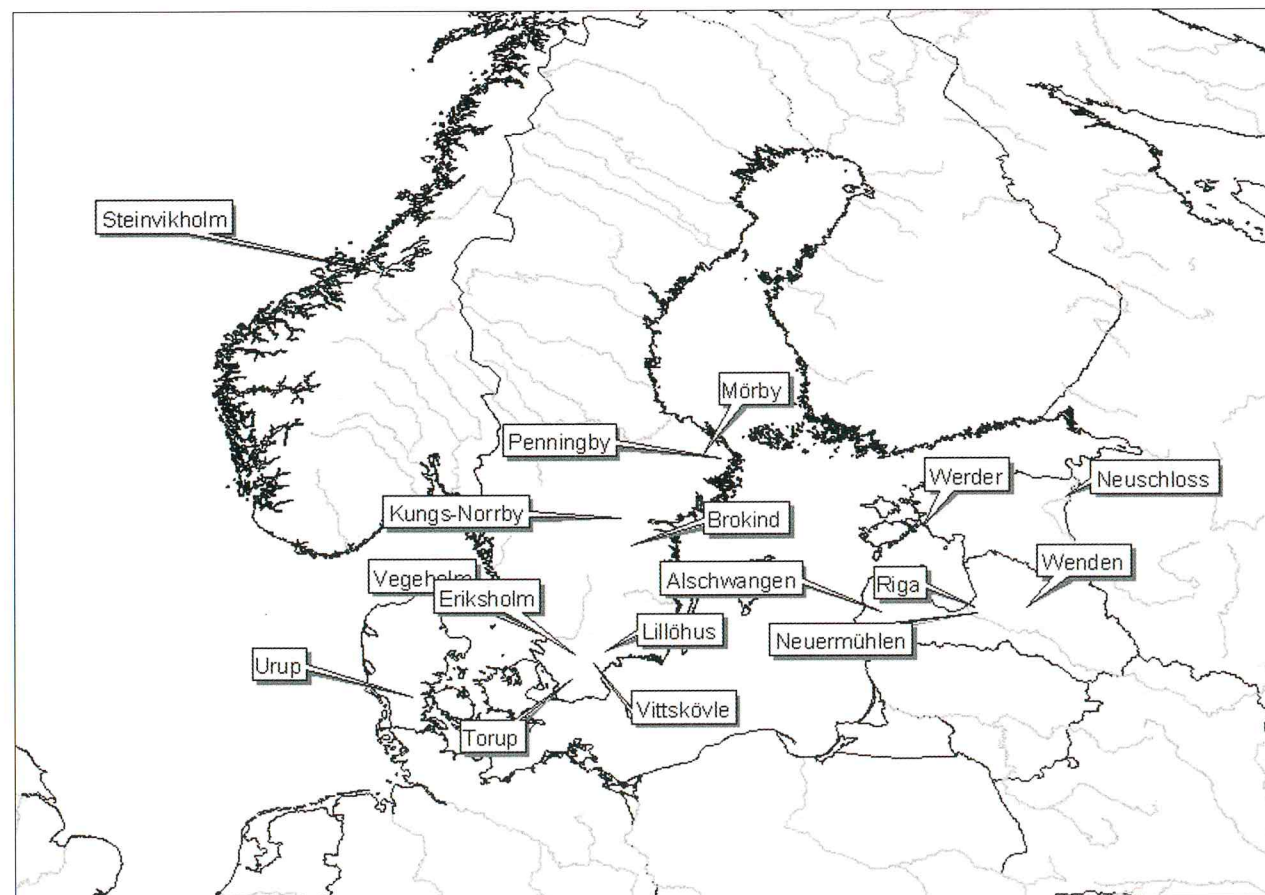 Steinvikholm
Mörby
Penningby
Werder
Neuschloss
Kungs-Norrby
Brokind
Wenden
Vegeholm
Alschwangen
Riga
Eriksholm
Lillöhus
Neuermühlen
Urup
Vittskövle
Torup